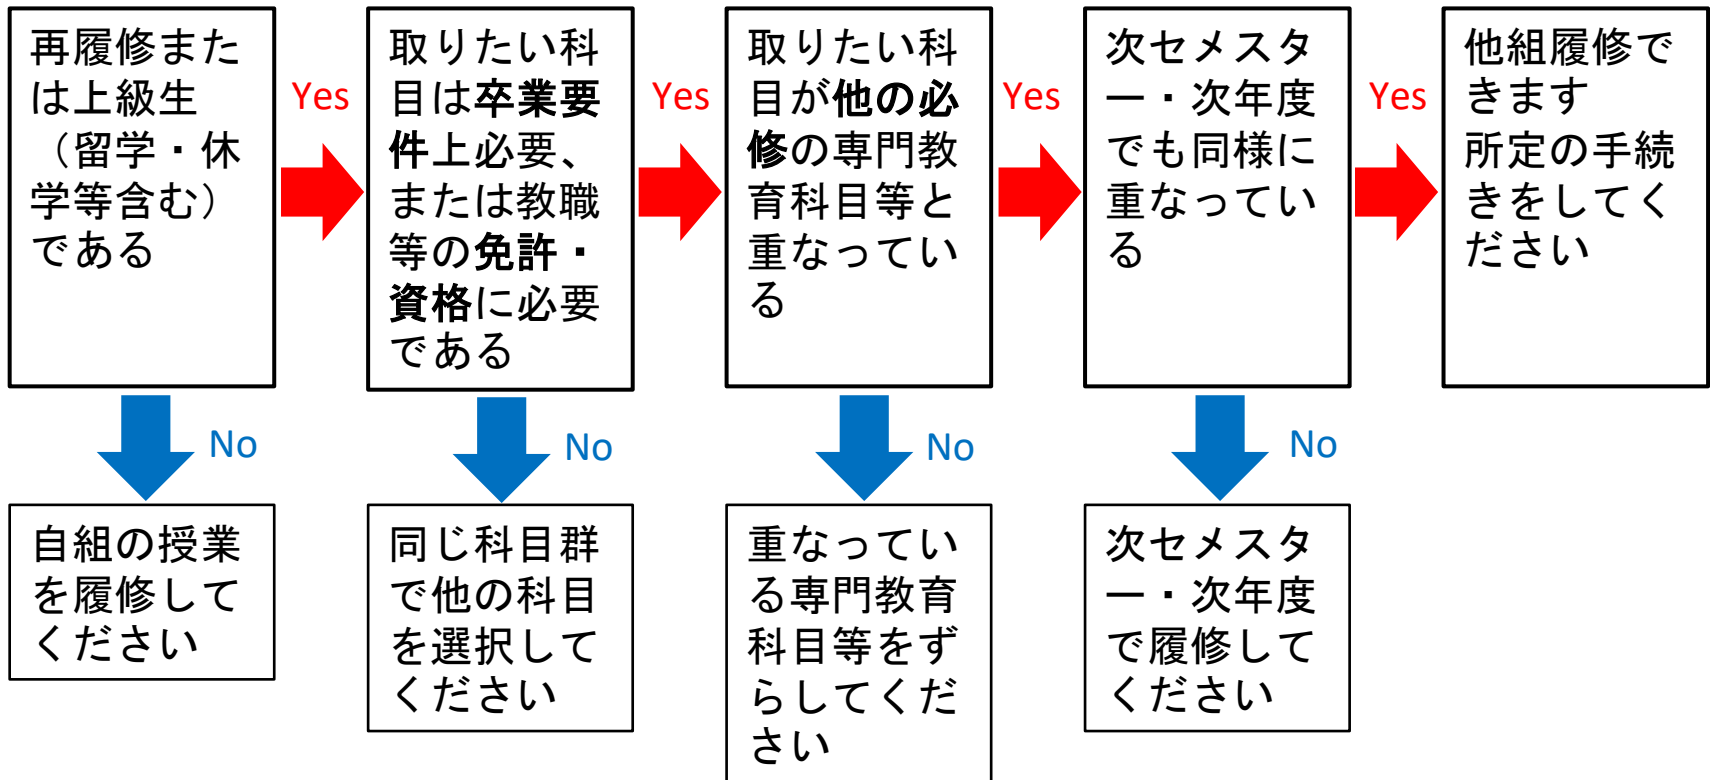 再履修また
は上級生
（留学・休
学等含む）
である
Yes
取りたい科
目は卒業要
件上必要、
または教職
等の免許・
資格に必要
である
Yes
取りたい科
目が他の必
修の専門教
育科目等と
重なってい
る
Yes
次セメスタ
ー・次年度
でも同様に
重なってい
る
Yes
他組履修で
きます
所定の手続
きをしてく
ださい
No
No
No
No
自組の授業
を履修して
ください
同じ科目群
で他の科目
を選択して
ください
重なってい
る専門教育
科目等をず
らしてくだ
さい
次セメスタ
ー・次年度
で履修して
ください